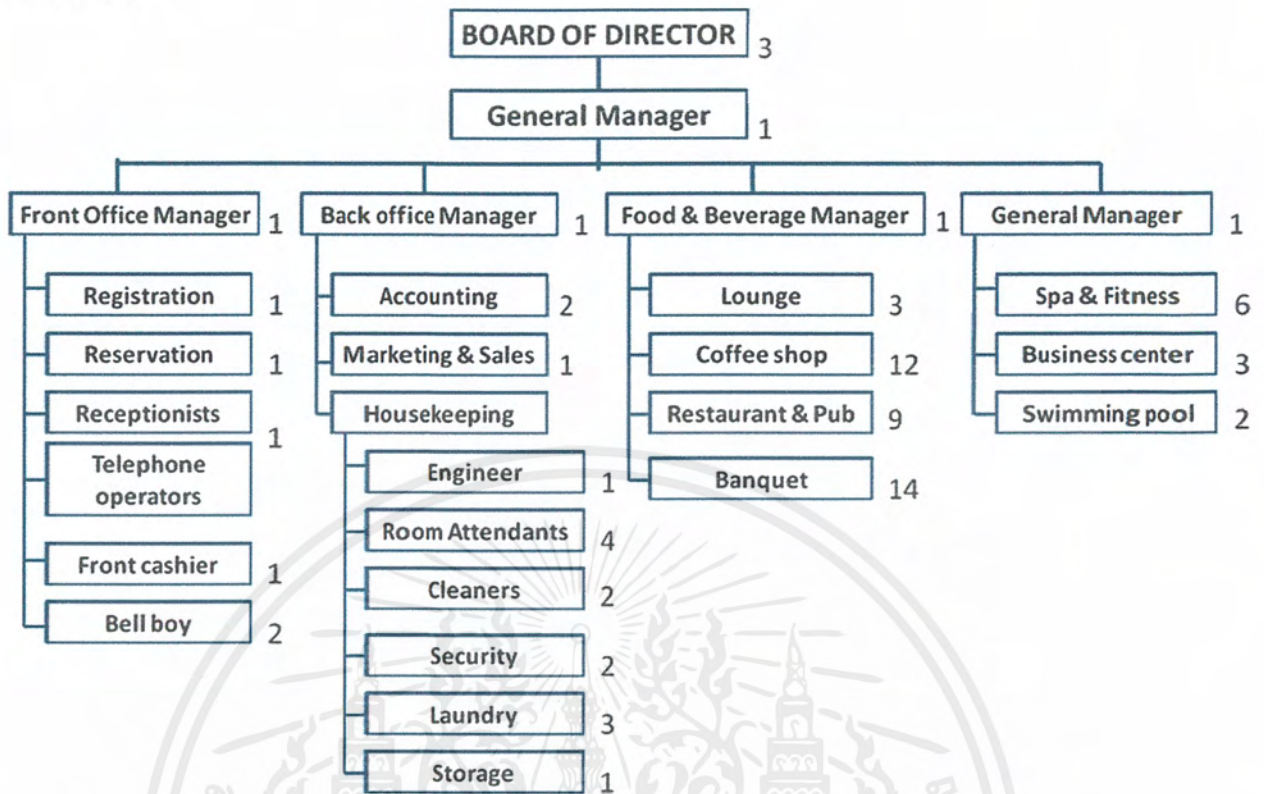 BOARD OF DIRECTOR 3
General Manager 1
Front Office Manager 1
Registration 1
Reservation 1
Receptionists
1
Telephone
operators
Front cashier 1
Bell boy 2
Back office Manager 1
Accounting 2
Marketing & Sales 1
Housekeeping
Engineer 1
Room Attendants 4
Cleaners 2
Security 2
Laundry 3
Storage 1
Food & Beverage Manager 1
Lounge 3
Coffee shop 12
Restaurant & Pub 9
Banquet 14
General Manager 1
Spa & Fitness 6
Business center 3
Swimming pool 2